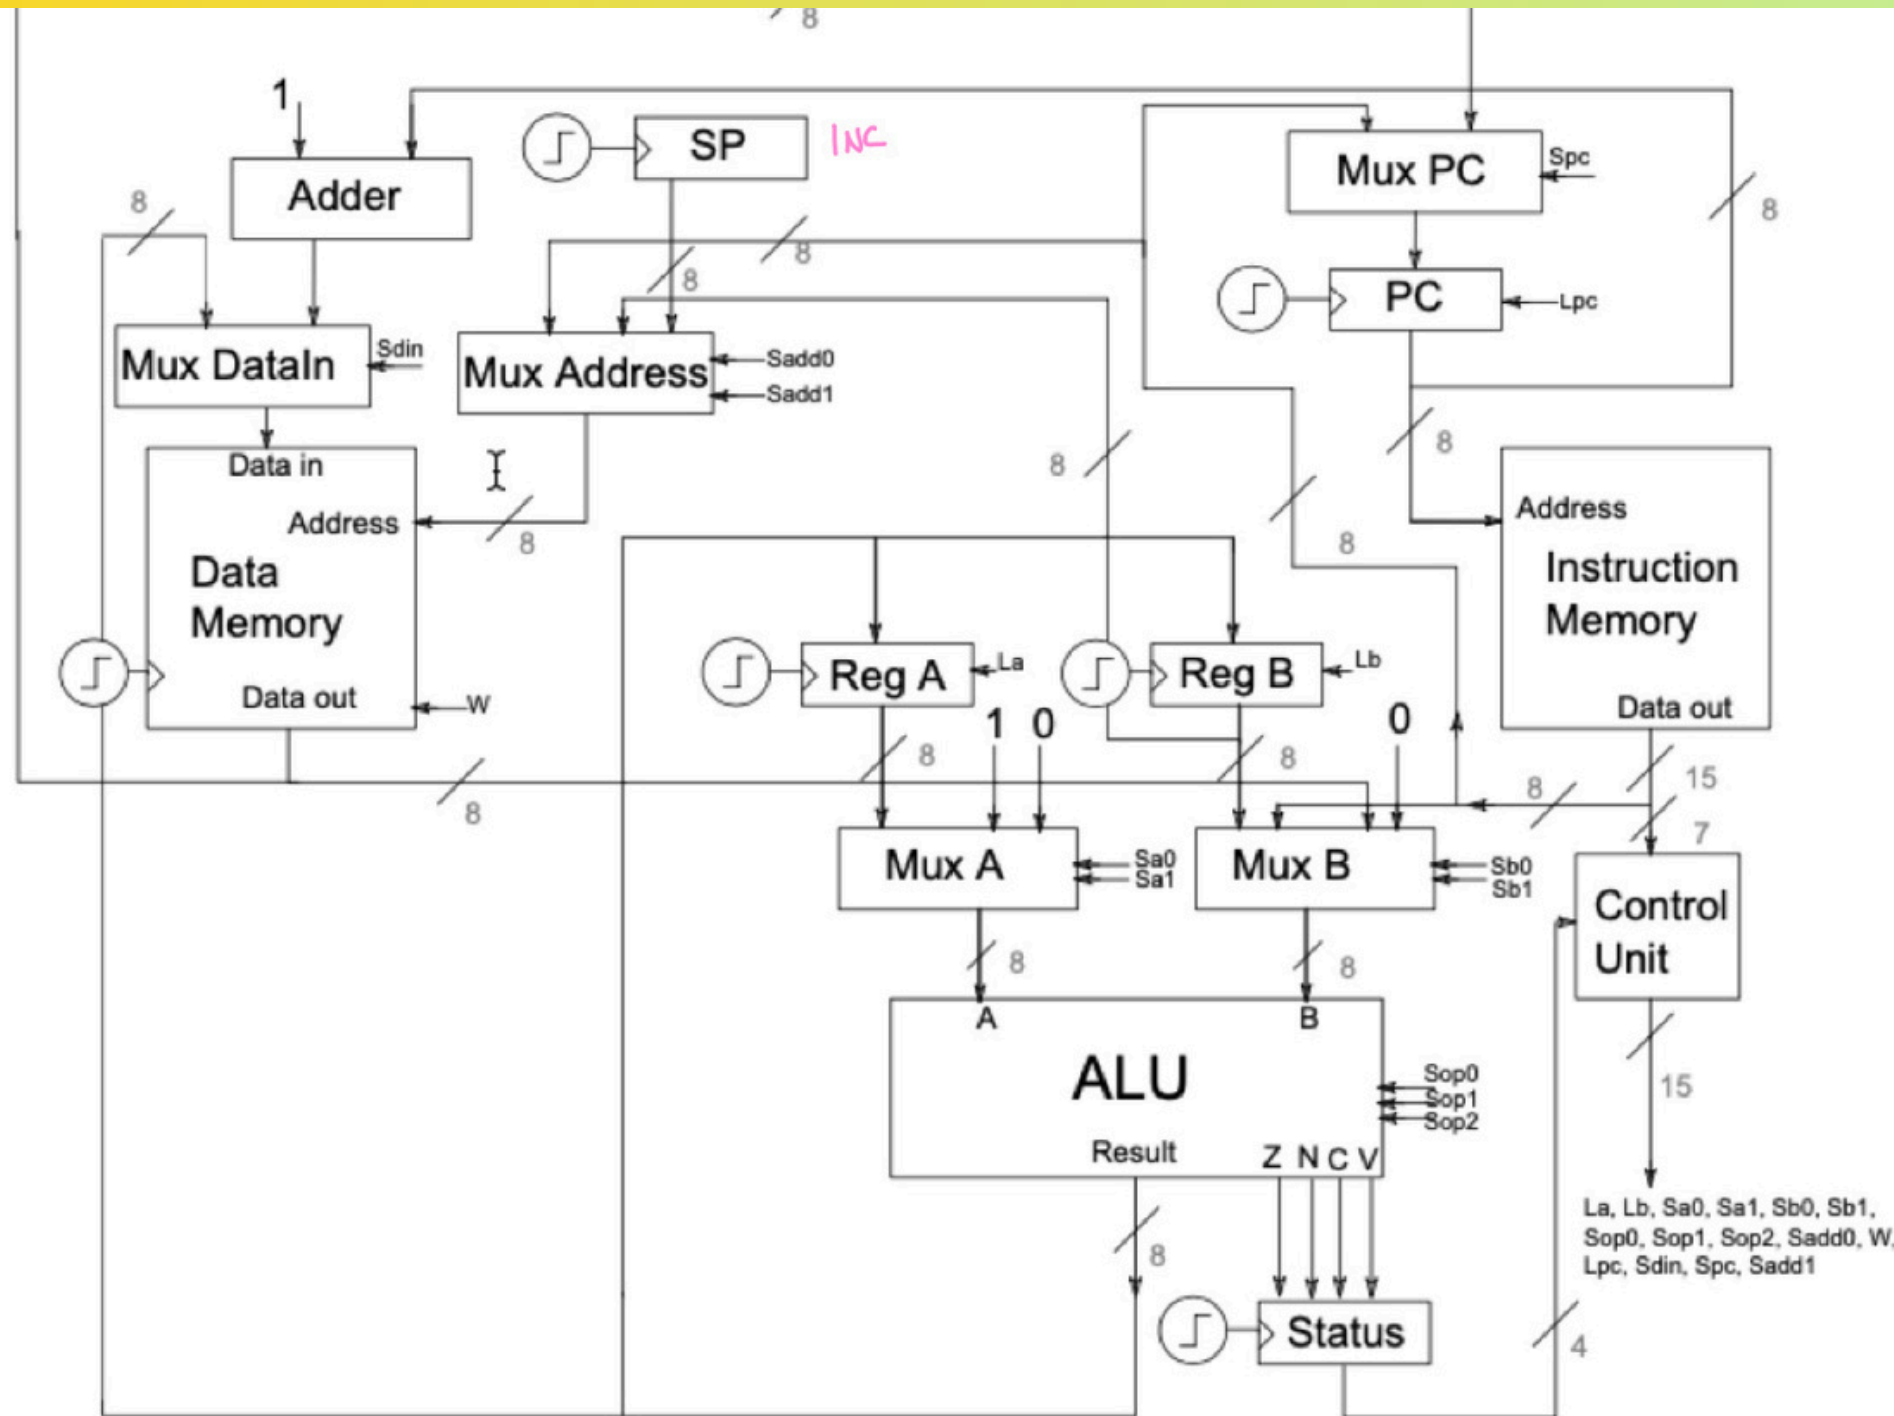 8
1
SP
INC
Mux PC
Spc
Adder
8
8
8
8
PC
Lpc
Mux DataIn
Sdin
Mux Address
Sadd0
Sadd1
8
8
Data in
Address
8
Address
8
Data
Memory
Instruction
Memory
Reg A
La
Reg B
Lb
Data out
W
Data out
1 0
0
8
8
8
15
8
7
Mux A
Sa0
Sa1
Mux B
Sb0
Sb1
Control
Unit
8
8
A
B
ALU
Sop0
Sop1
Sop2
15
Result
Z N C V
8
La, Lb, Sa0, Sa1, Sb0, Sb1,
Sop0, Sop1, Sop2, Sadd0, W,
Lpc, Sdin, Spc, Sadd1
Status
4